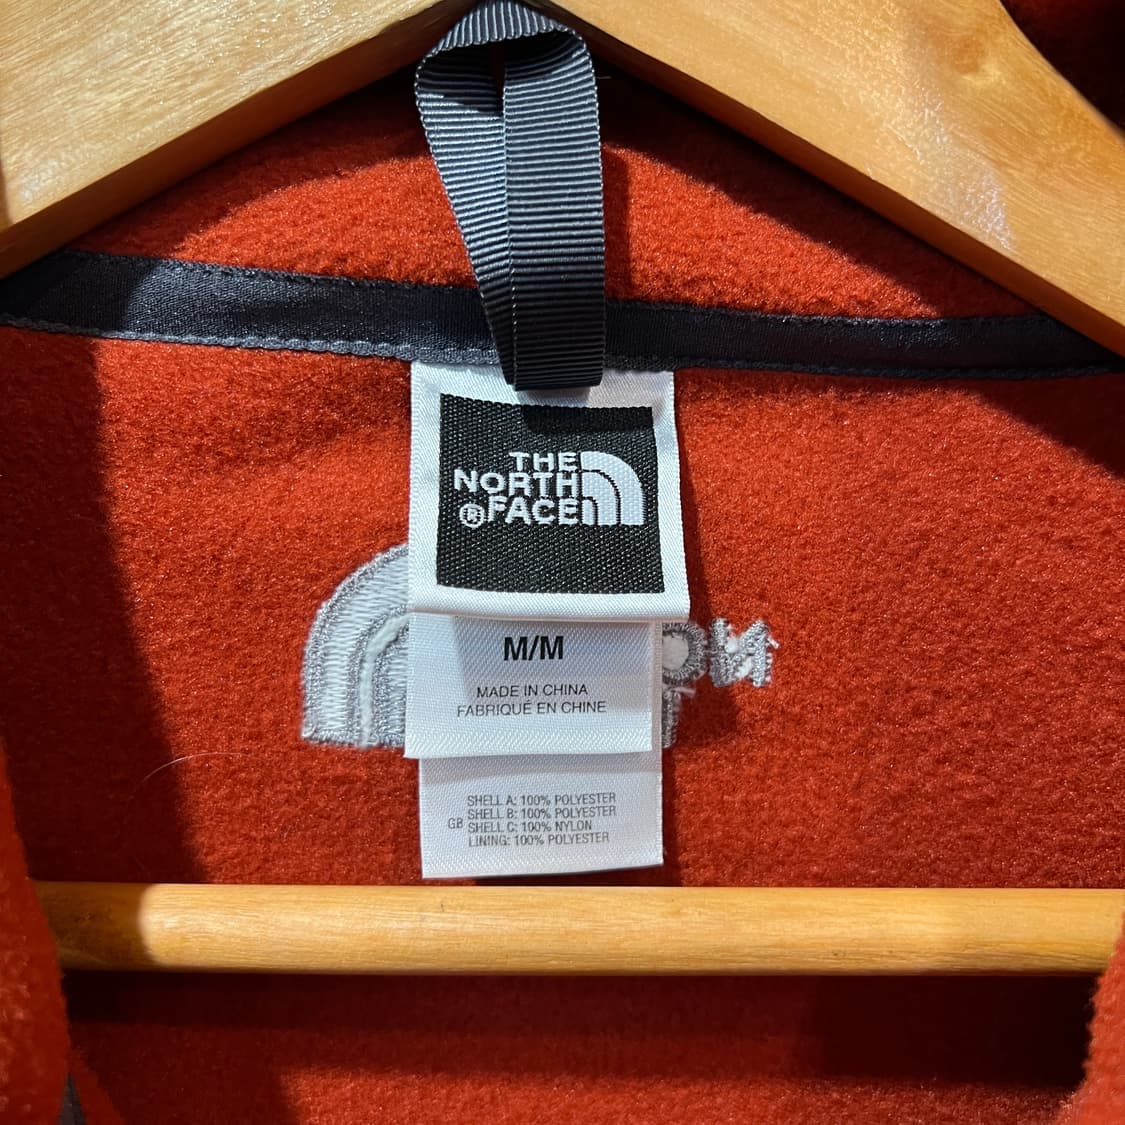 THE
NORTH
® FACE
M/M
MADE IN CHINA
FABRIQUÉ EN CHINE
SHELL A: 100% POLYESTER
SHELL B: 100% POLYESTER
GB SHELL C: 100% NYLON
LINING: 100% POLYESTER